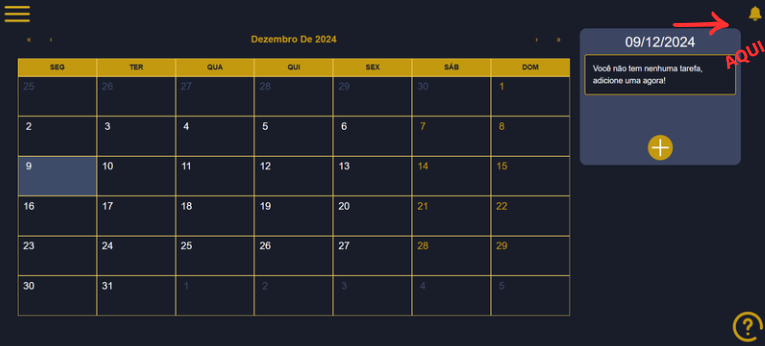 « ‹ Dezembro De 2024 › »
09/12/2024
AQUI
SEG TER QUA QUI SEX SÁB DOM
Você não tem nenhuma tarefa,
adicione uma agora!
25 26 27 28 29 30 1
2 3 4 5 6 7 8
9 10 11 12 13 14 15
16 17 18 19 20 21 22
23 24 25 26 27 28 29
30 31 1 2 3 4 5
?